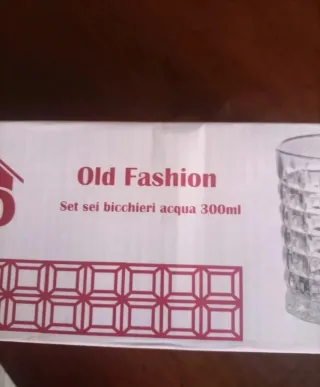 Old Fashion
Set sei bicchieri acqua 300ml